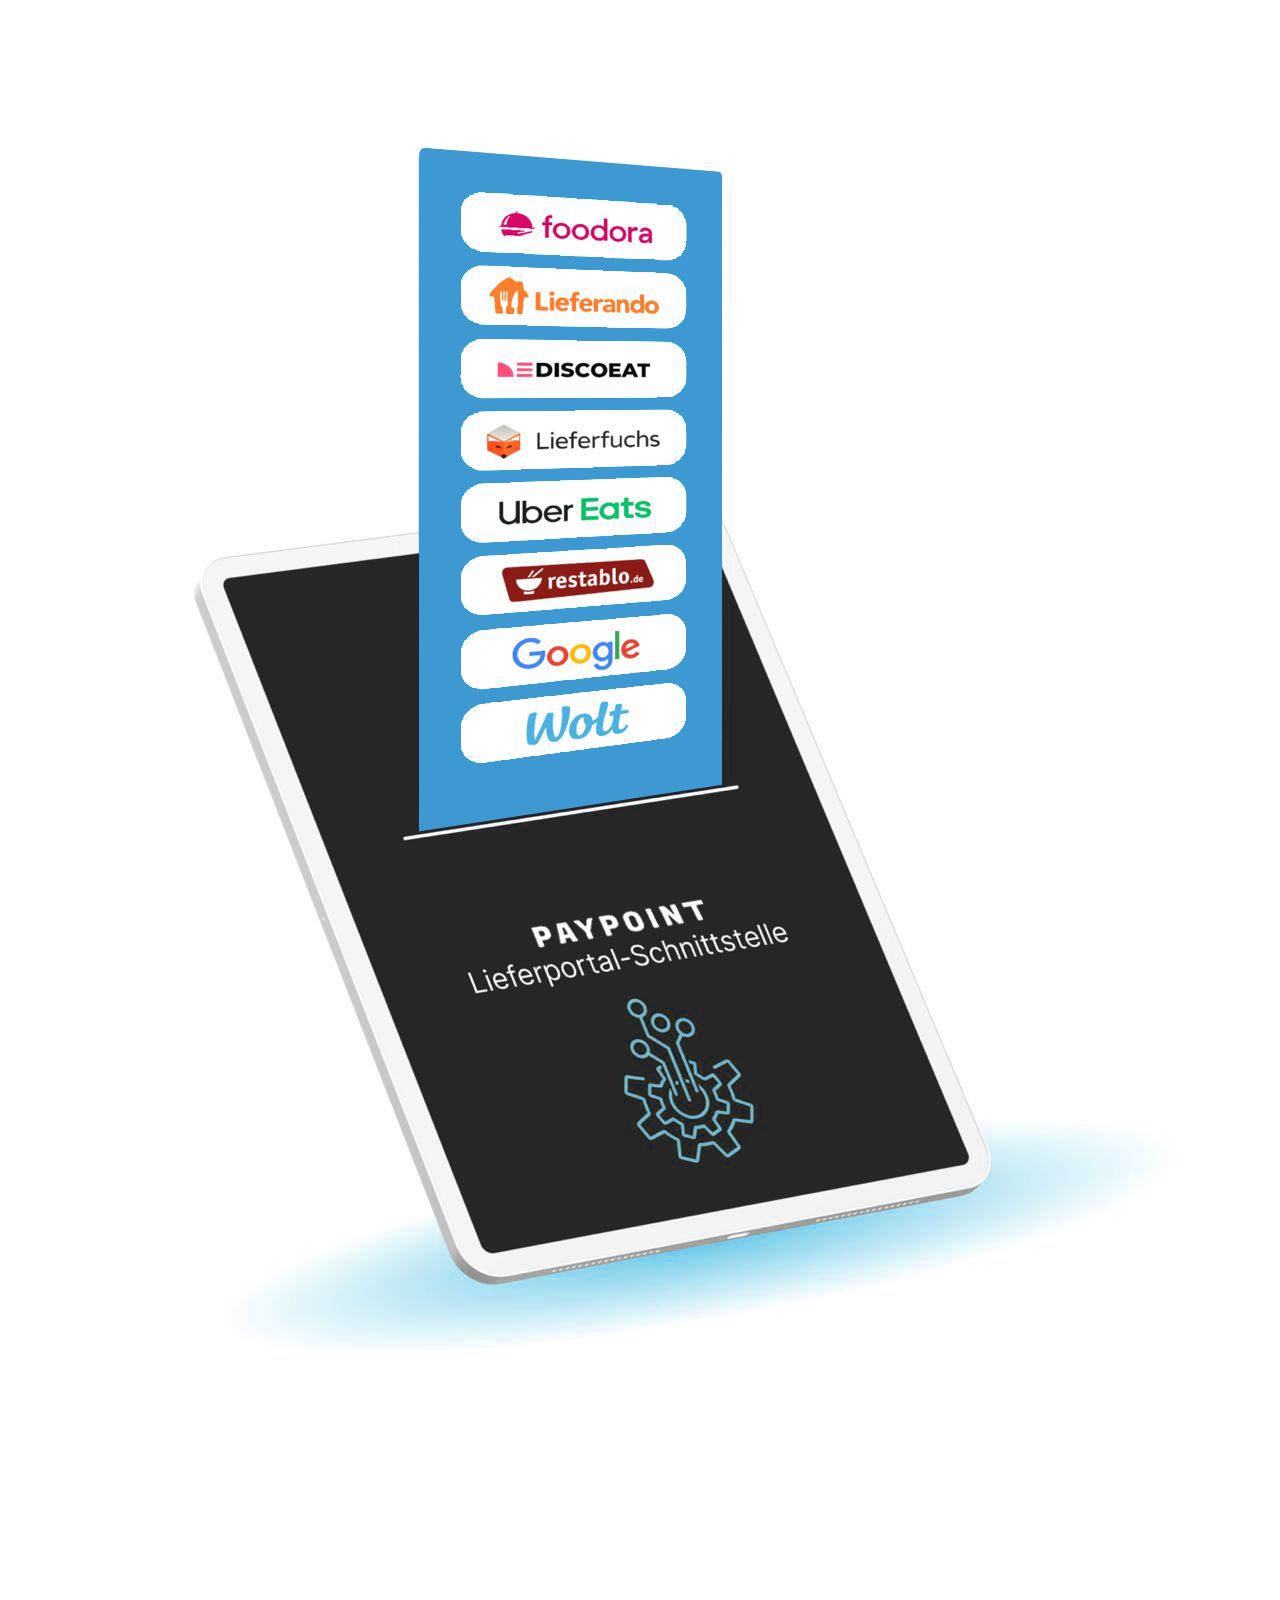 foodora
Lieferando
DISCOEAT
Lieferfuchs
Uber Eats
restablo.de
Google
Wolt
PAYPOINT
Lieferportal-Schnittstelle